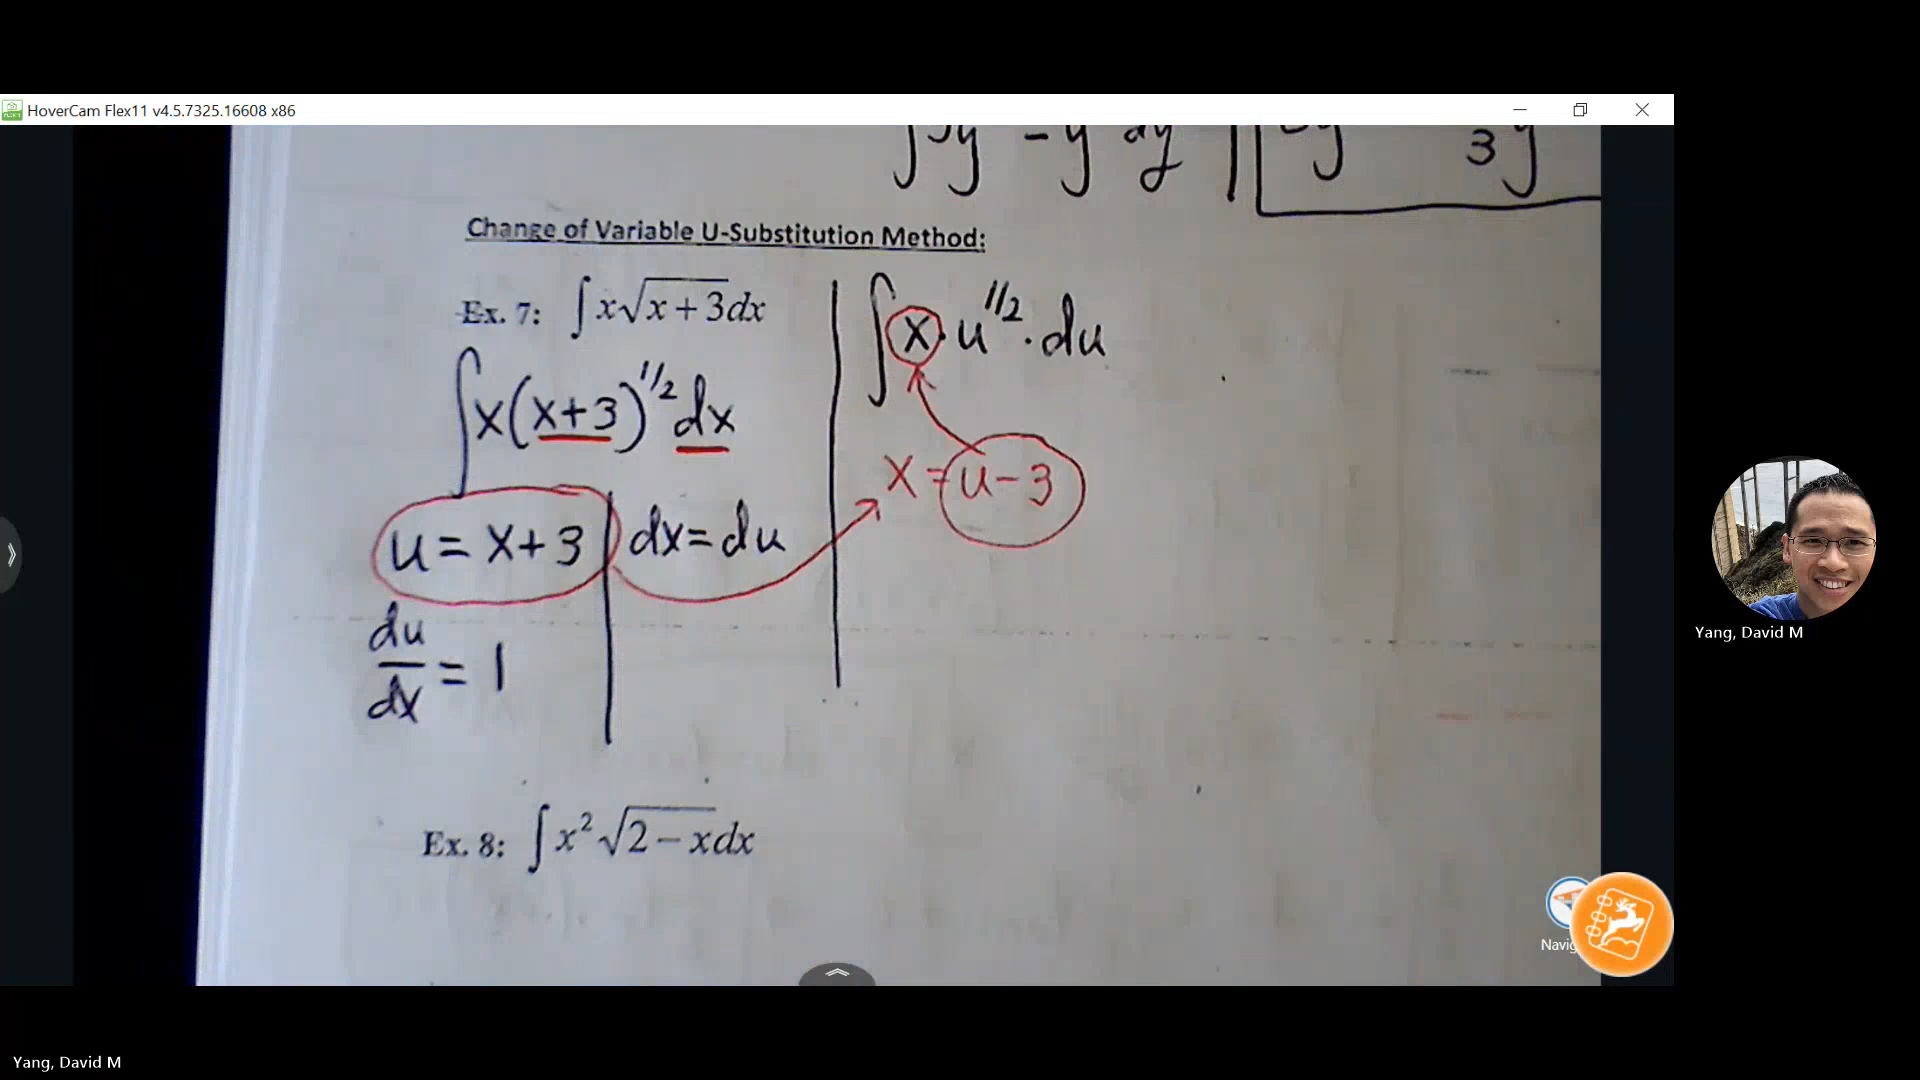 HoverCam Flex11 v4.5.7325.16608 x86
3y
Change of Variable U-Substitution Method:
Ex. 7: ∫x√(x+3)dx
∫x(x+3)^1/2 dx
u = x+3 | dx = du
du/dx = 1
∫x·u^1/2·du
x = u-3
Ex. 8: ∫x²√(2-x)dx
Navig
Yang, David M
Yang, David M